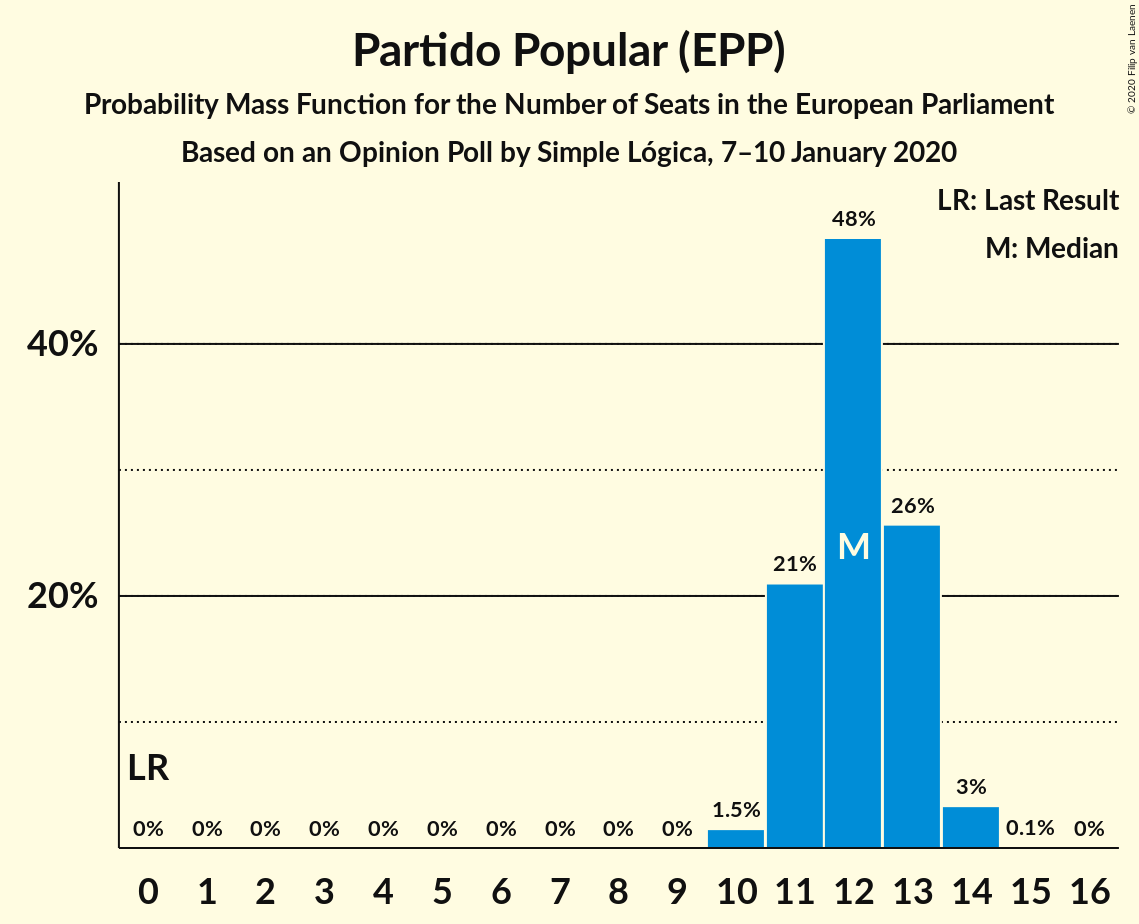 Partido Popular (EPP)
Probability Mass Function for the Number of Seats in the European Parliament
Based on an Opinion Poll by Simple Lógica, 7–10 January 2020
© 2020 Filip van Laenen
LR: Last Result
M: Median
40%
20%
48%
26%
M
21%
LR
0% 0% 0% 0% 0% 0% 0% 0% 0% 0% 1.5% 3% 0.1% 0%
0 1 2 3 4 5 6 7 8 9 10 11 12 13 14 15 16